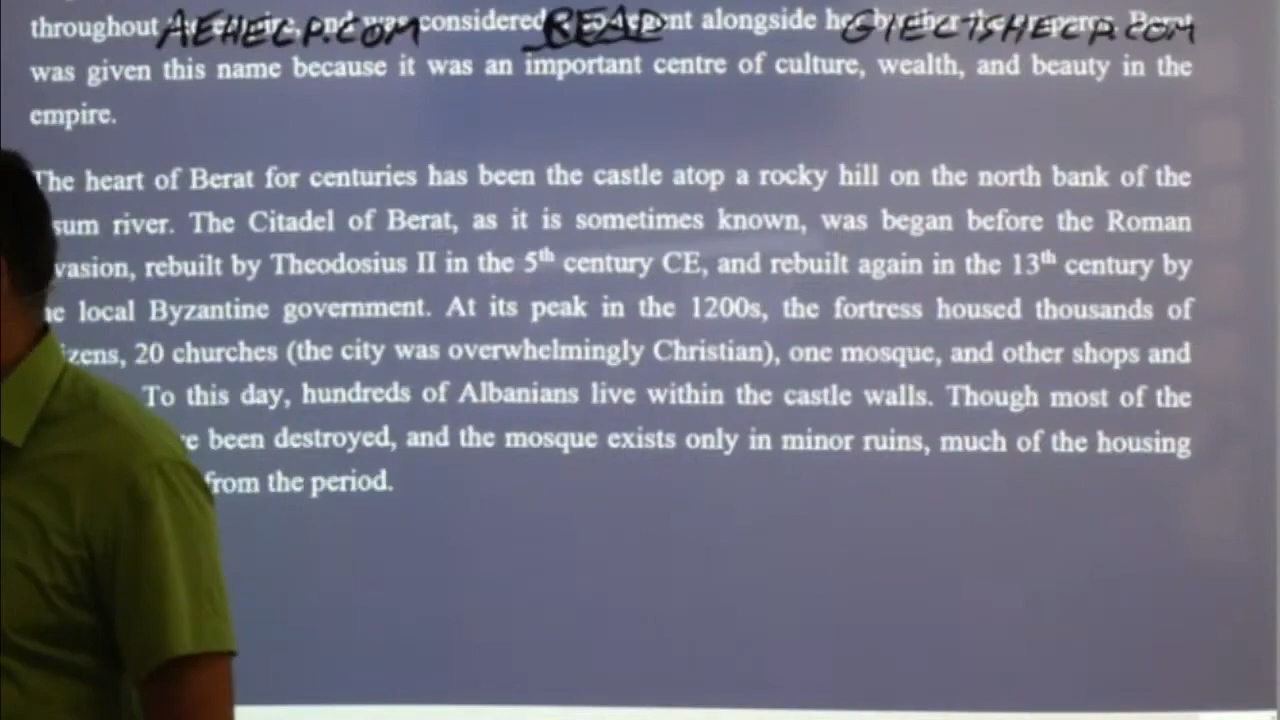 AEHELP.COM READ GIELTSHELP.COM
throughout and was considered alongside
was given this name because it was an important centre of culture, wealth, and beauty in the
empire.
The heart of Berat for centuries has been the castle atop a rocky hill on the north bank of the
sum river. The Citadel of Berat, as it is sometimes known, was began before the Roman
vasion, rebuilt by Theodosius II in the 5th century CE, and rebuilt again in the 13th century by
local Byzantine government. At its peak in the 1200s, the fortress housed thousands of
izens, 20 churches (the city was overwhelmingly Christian), one mosque, and other shops and
To this day, hundreds of Albanians live within the castle walls. Though most of the
been destroyed, and the mosque exists only in minor ruins, much of the housing
from the period.